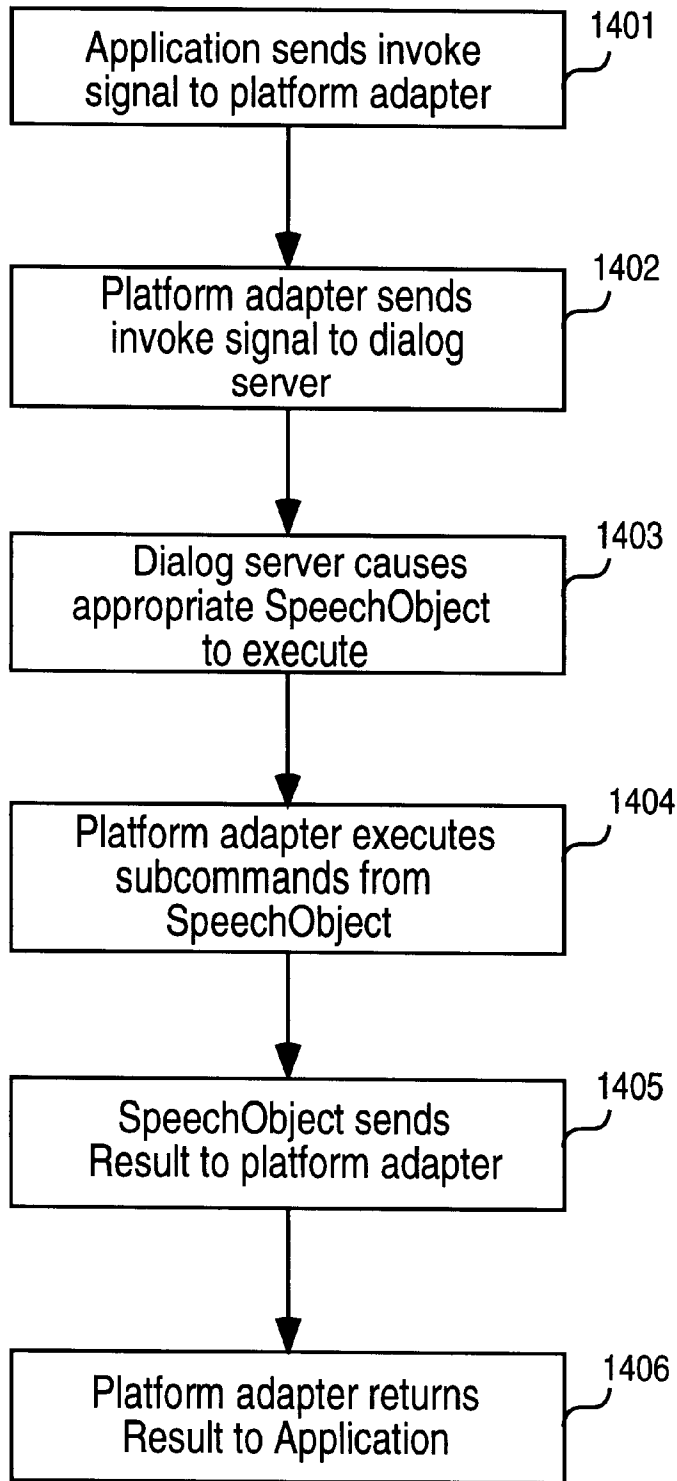 1401
Application sends invoke
signal to platform adapter
1402
Platform adapter sends
invoke signal to dialog
server
1403
Dialog server causes
appropriate SpeechObject
to execute
1404
Platform adapter executes
subcommands from
SpeechObject
1405
SpeechObject sends
Result to platform adapter
1406
Platform adapter returns
Result to Application